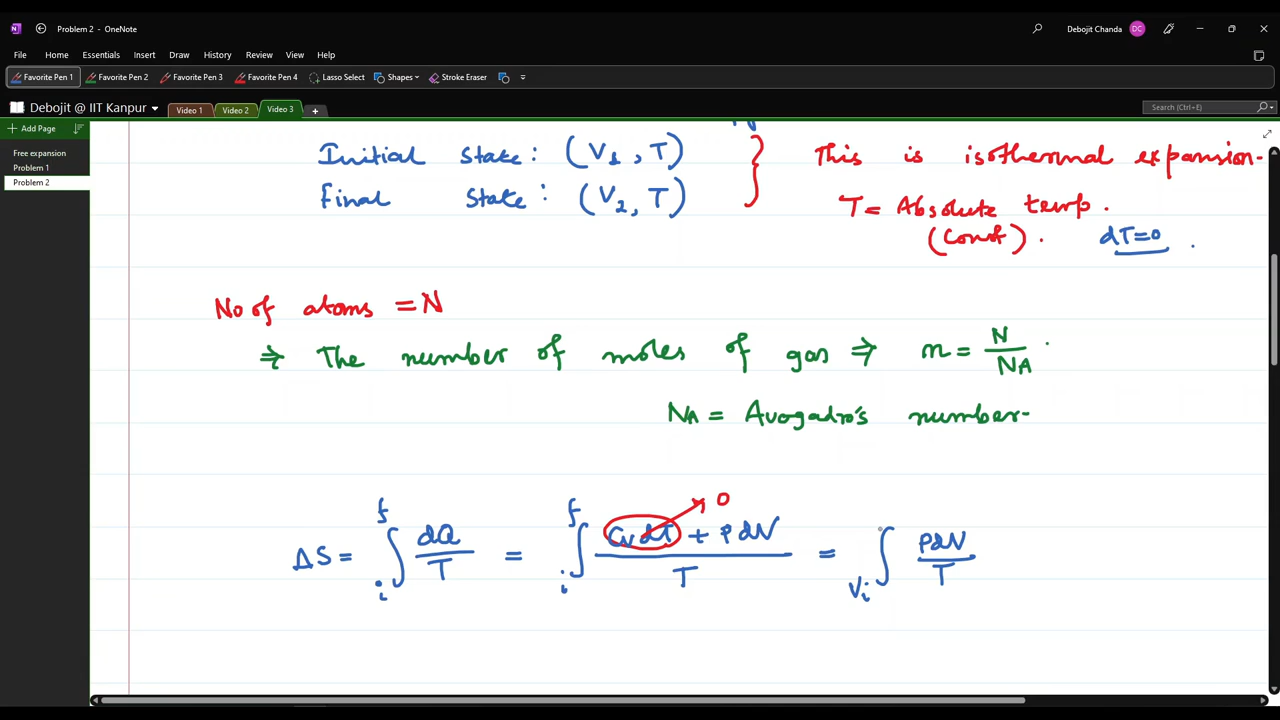 Problem 2 - OneNote
Debojit Chanda DC
File Home Essentials Insert Draw History Review View Help
Favorite Pen 1 Favorite Pen 2 Favorite Pen 3 Favorite Pen 4 Lasso Select Shapes Stroke Eraser
Debojit @ IIT Kanpur Video 1 Video 2 Video 3 + Search (Ctrl+E)
+ Add Page
Free expansion
Problem 1
Problem 2
Initial state: (V1, T) } This is isothermal expansion.
Final state: (V2, T)
T = Absolute temp.
(Const). dT=0.
No of atoms = N
⇒ The number of moles of gas ⇒ n = N/NA.
NA = Avogadro's number.
ΔS = ∫_i^f dQ/T = ∫_i^f (CvdT → 0 + PdV)/T = ∫_Vi PdV/T